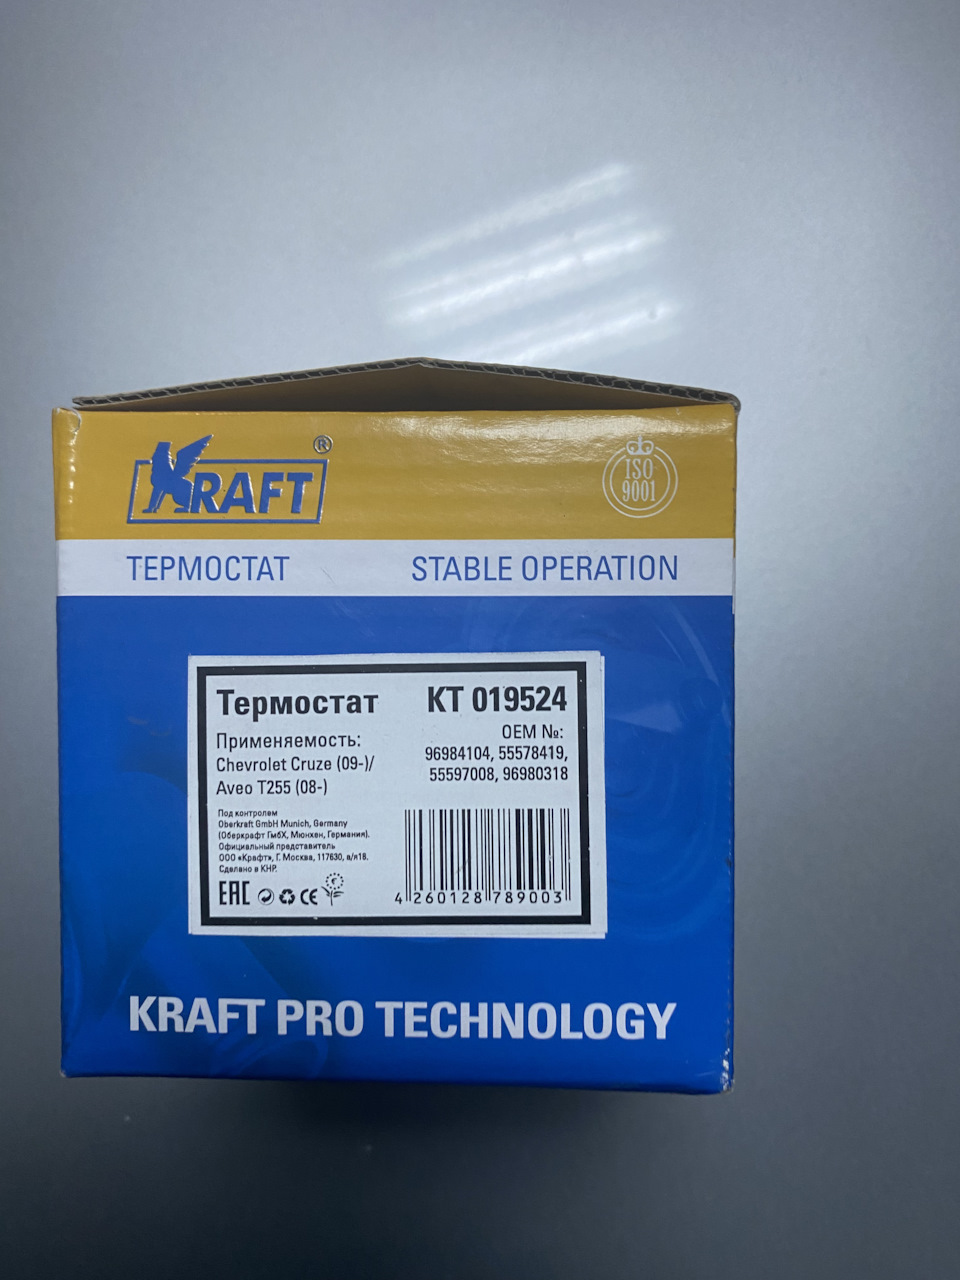 KRAFT ®
ISO
9001
ТЕРМОСТАТ STABLE OPERATION
Термостат KT 019524
Применяемость:
Chevrolet Cruze (09-)/
Aveo T255 (08-)
OEM №:
96984104, 55578419,
55597008, 96980318
Под контролем
Oberkraft GmbH Munich, Germany
(Оберкрафт ГмбХ, Мюнхен, Германия).
Официальный представитель
ООО «Крафт», Г. Москва, 117630, а/я18.
Сделано в КНР.
EAC CE €
4 260128 789003
KRAFT PRO TECHNOLOGY